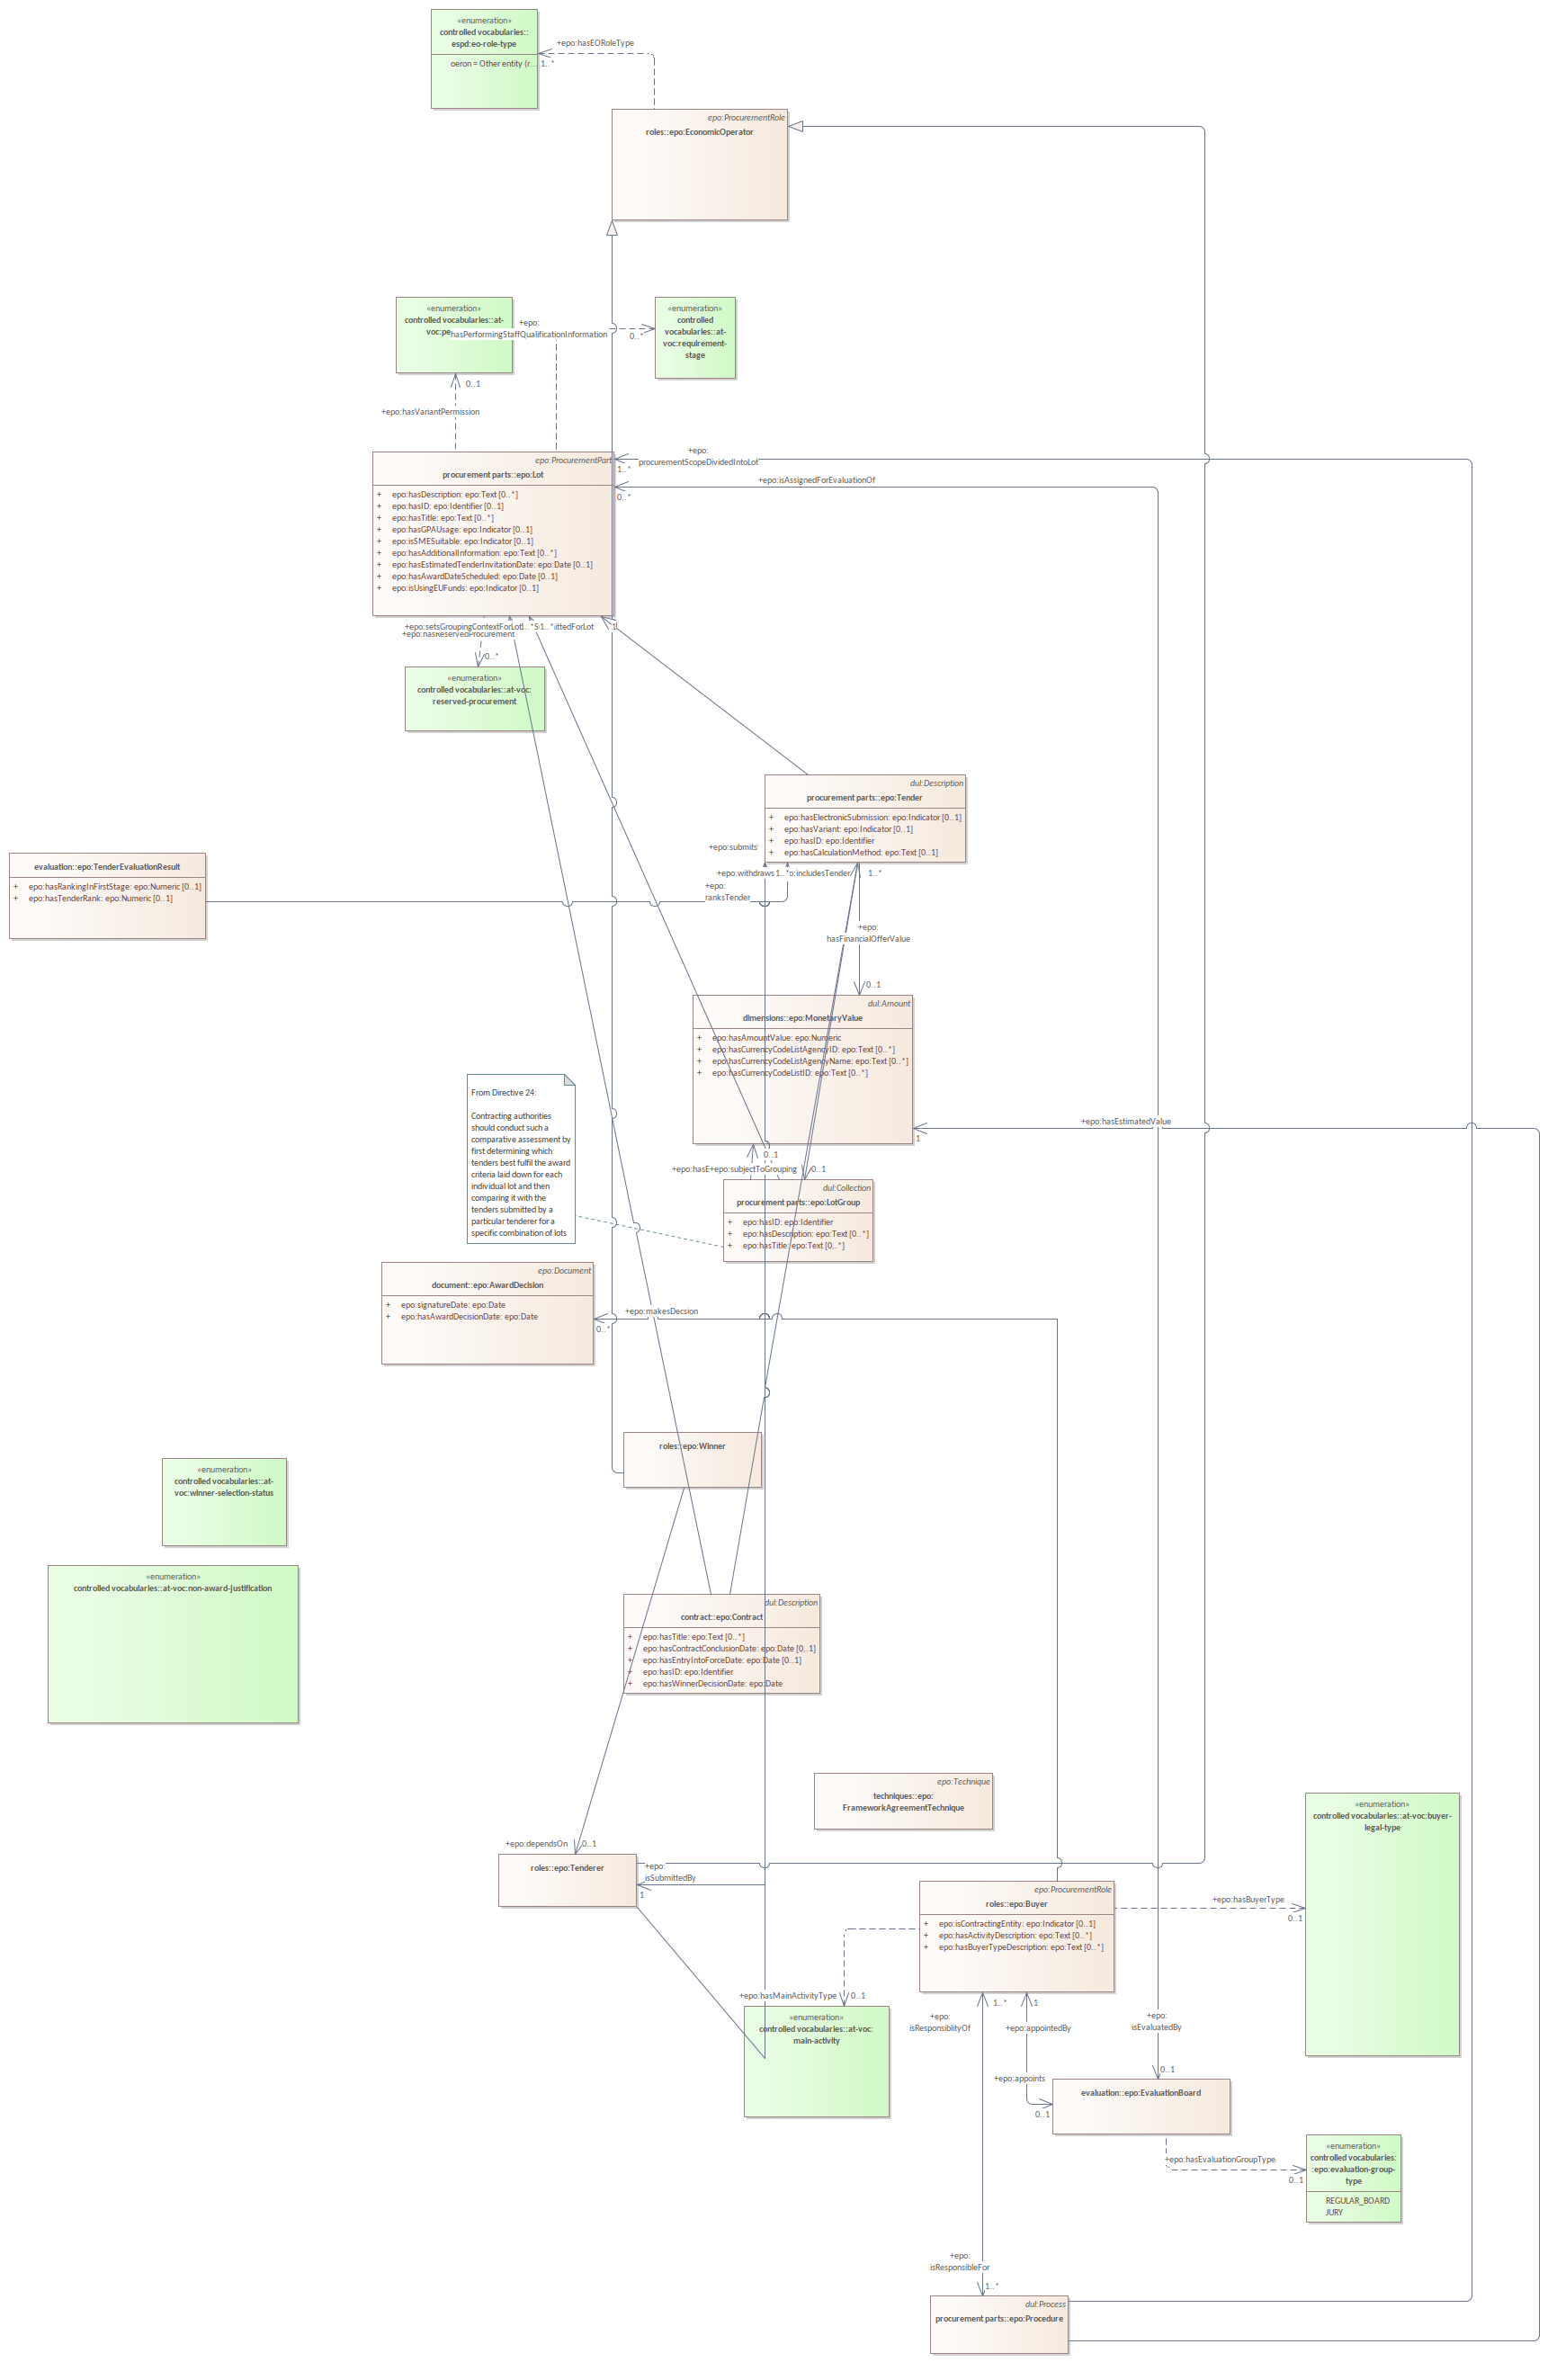 «enumeration»
controlled vocabularies::
espd:eo-role-type
oeron = Other entity (r...
1..*
+epo:hasEORoleType
epo:ProcurementRole
roles::epo:EconomicOperator
«enumeration»
controlled vocabularies::at-
voc:pe
+epo:
hasPerformingStaffQualificationInformation
0..*
«enumeration»
controlled
vocabularies::at-
voc:requirement-
stage
0..1
+epo:hasVariantPermission
epo:ProcurementPart
procurement parts::epo:Lot
+ epo:hasDescription: epo:Text [0..*]
+ epo:hasID: epo:Identifier [0..1]
+ epo:hasTitle: epo:Text [0..*]
+ epo:hasGPAUsage: epo:Indicator [0..1]
+ epo:isSMESuitable: epo:Indicator [0..1]
+ epo:hasAdditionalInformation: epo:Text [0..*]
+ epo:hasEstimatedTenderInvitationDate: epo:Date [0..1]
+ epo:hasAwardDateScheduled: epo:Date [0..1]
+ epo:isUsingEUFunds: epo:Indicator [0..1]
+epo:
procurementScopeDividedIntoLot
1..*
+epo:isAssignedForEvaluationOf
0..*
+epo:setsGroupingContextForLot
1..*
ittedForLot
1
+epo:hasReservedProcurement
0..*
«enumeration»
controlled vocabularies::at-voc:
reserved-procurement
dul:Description
procurement parts::epo:Tender
+ epo:hasElectronicSubmission: epo:Indicator [0..1]
+ epo:hasVariant: epo:Indicator [0..1]
+ epo:hasID: epo:Identifier
+ epo:hasCalculationMethod: epo:Text [0..1]
+epo:submits
+epo:withdraws
1..*
o:includesTender
1..*
+epo:
ranksTender
evaluation::epo:TenderEvaluationResult
+ epo:hasRankingInFirstStage: epo:Numeric [0..1]
+ epo:hasTenderRank: epo:Numeric [0..1]
+epo:
hasFinancialOfferValue
0..1
dul:Amount
dimensions::epo:MonetaryValue
+ epo:hasAmountValue: epo:Numeric
+ epo:hasCurrencyCodeListAgencyID: epo:Text [0..*]
+ epo:hasCurrencyCodeListAgencyName: epo:Text [0..*]
+ epo:hasCurrencyCodeListID: epo:Text [0..*]
+epo:hasEstimatedValue
1
From Directive 24:
Contracting authorities
should conduct such a
comparative assessment by
first determining which
tenders best fulfil the award
criteria laid down for each
individual lot and then
comparing it with the
tenders submitted by a
particular tenderer for a
specific combination of lots
0..1
+epo:hasE
+epo:subjectToGrouping
0..1
dul:Collection
procurement parts::epo:LotGroup
+ epo:hasID: epo:Identifier
+ epo:hasDescription: epo:Text [0..*]
+ epo:hasTitle: epo:Text [0..*]
epo:Document
document::epo:AwardDecision
+ epo:signatureDate: epo:Date
+ epo:hasAwardDecisionDate: epo:Date
+epo:makesDecsion
0..*
roles::epo:Winner
«enumeration»
controlled vocabularies::at-
voc:winner-selection-status
«enumeration»
controlled vocabularies::at-voc:non-award-justification
dul:Description
contract::epo:Contract
+ epo:hasTitle: epo:Text [0..*]
+ epo:hasContractConclusionDate: epo:Date [0..1]
+ epo:hasEntryIntoForceDate: epo:Date [0..1]
+ epo:hasID: epo:Identifier
+ epo:hasWinnerDecisionDate: epo:Date
epo:Technique
techniques::epo:
FrameworkAgreementTechnique
«enumeration»
controlled vocabularies::at-voc:buyer-
legal-type
+epo:dependsOn
0..1
roles::epo:Tenderer
+epo:
isSubmittedBy
1
epo:ProcurementRole
roles::epo:Buyer
+ epo:isContractingEntity: epo:Indicator [0..1]
+ epo:hasActivityDescription: epo:Text [0..*]
+ epo:hasBuyerTypeDescription: epo:Text [0..*]
+epo:hasBuyerType
0..1
+epo:hasMainActivityType
0..1
«enumeration»
controlled vocabularies::at-voc:
main-activity
+epo:
isResponsiblityOf
1..*
1
+epo:appointedBy
+epo:appoints
0..1
+epo:
isEvaluatedBy
0..1
evaluation::epo:EvaluationBoard
+epo:hasEvaluationGroupType
0..1
«enumeration»
controlled vocabularies:
:epo:evaluation-group-
type
REGULAR_BOARD
JURY
+epo:
isResponsibleFor
1..*
dul:Process
procurement parts::epo:Procedure